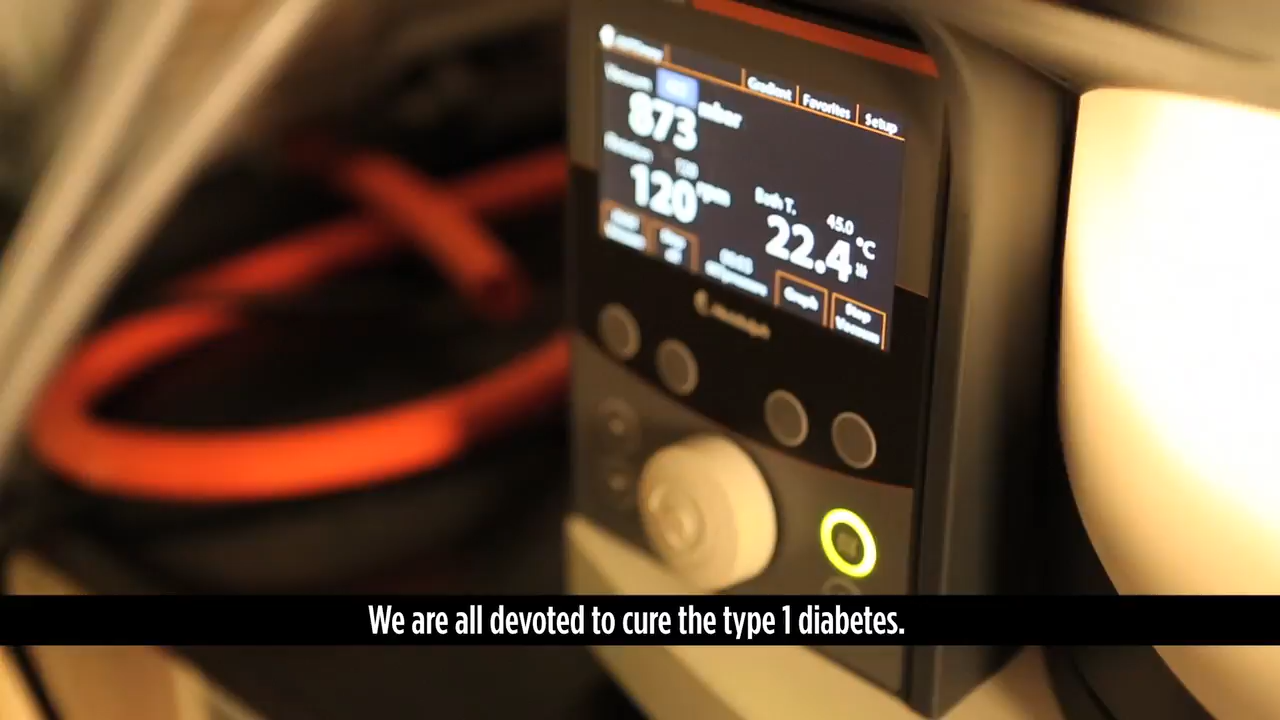 Gradient Favorites Setup
Vacuum mbar
873
Rotation
120 rpm
Bath T. 45.0
22.4 °C
Graph Stop Vacuum
We are all devoted to cure the type 1 diabetes.